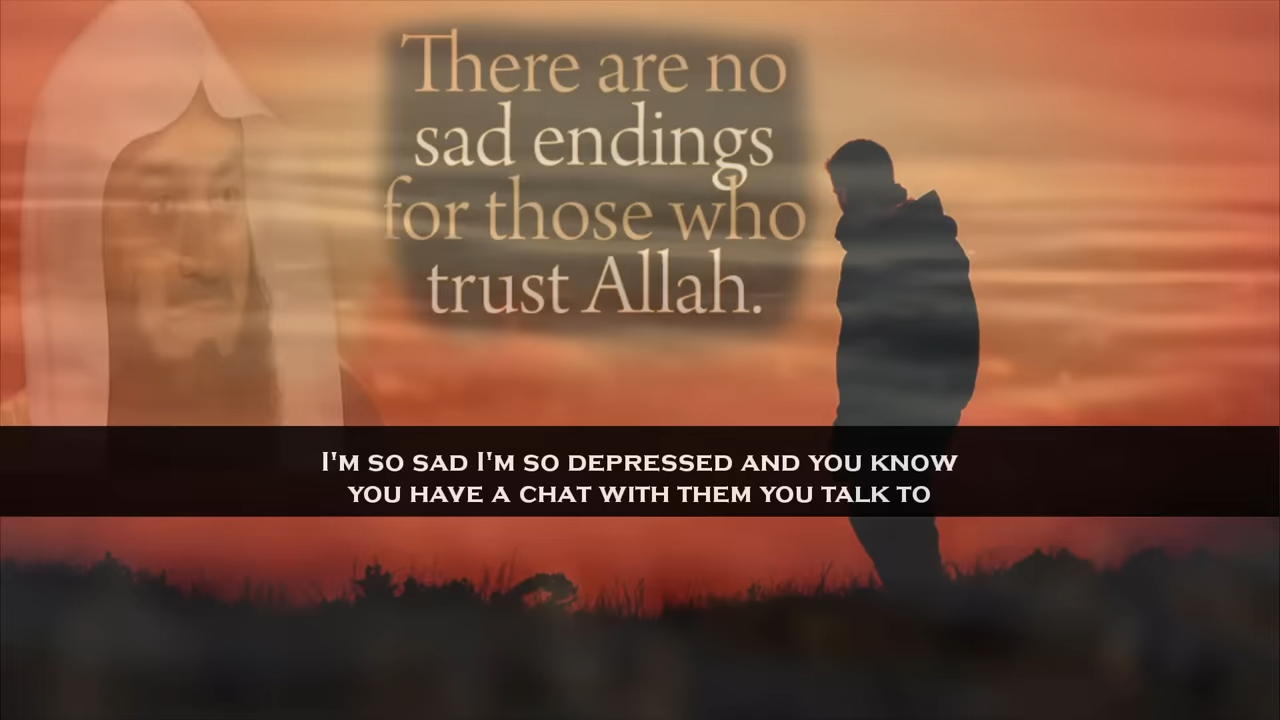 There are no
sad endings
for those who
trust Allah.
I'M SO SAD I'M SO DEPRESSED AND YOU KNOW
YOU HAVE A CHAT WITH THEM YOU TALK TO